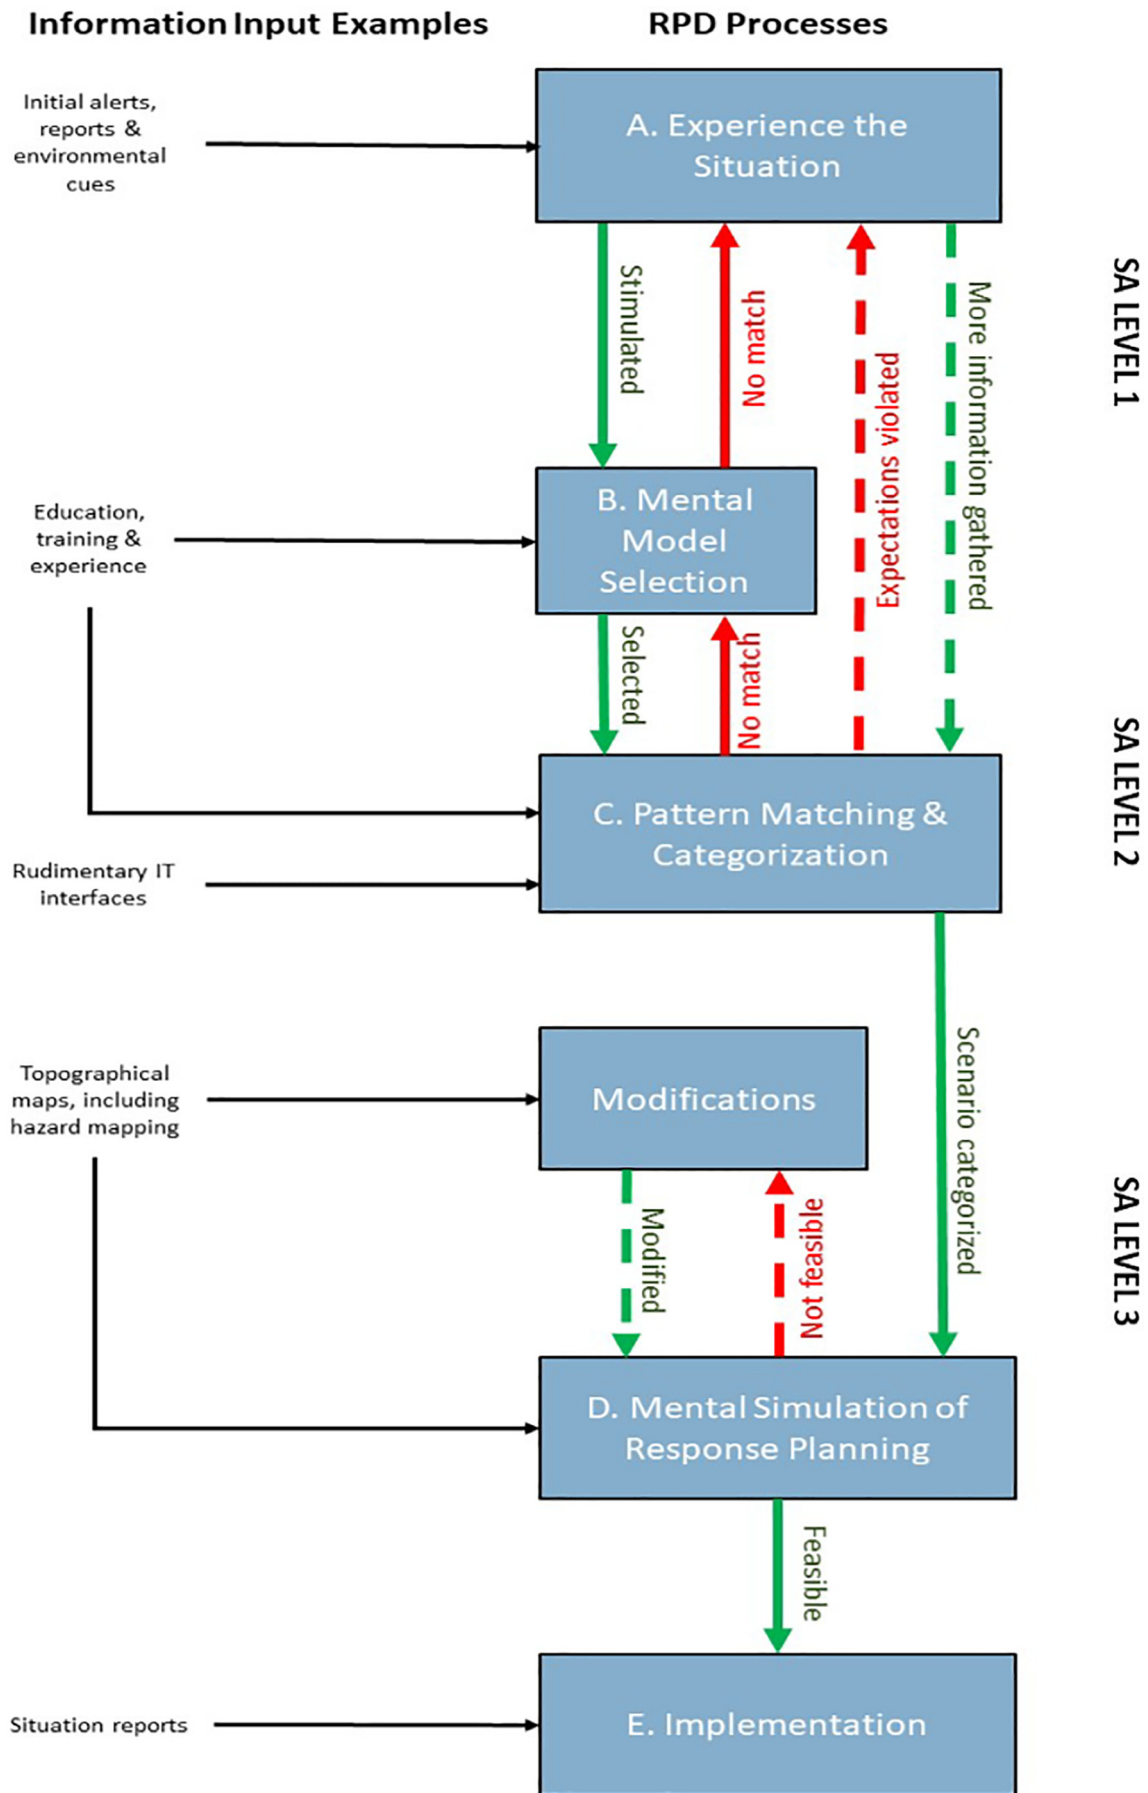 Information Input Examples
RPD Processes
Initial alerts,
reports &
environmental
cues
A. Experience the
Situation
Stimulated
No match
Expectations violated
More information gathered
SA LEVEL 1
Education,
training &
experience
B. Mental
Model
Selection
Selected
No match
C. Pattern Matching &
Categorization
SA LEVEL 2
Rudimentary IT
interfaces
Scenario categorized
Topographical
maps, including
hazard mapping
Modifications
Modified
Not feasible
SA LEVEL 3
D. Mental Simulation of
Response Planning
Feasible
Situation reports
E. Implementation